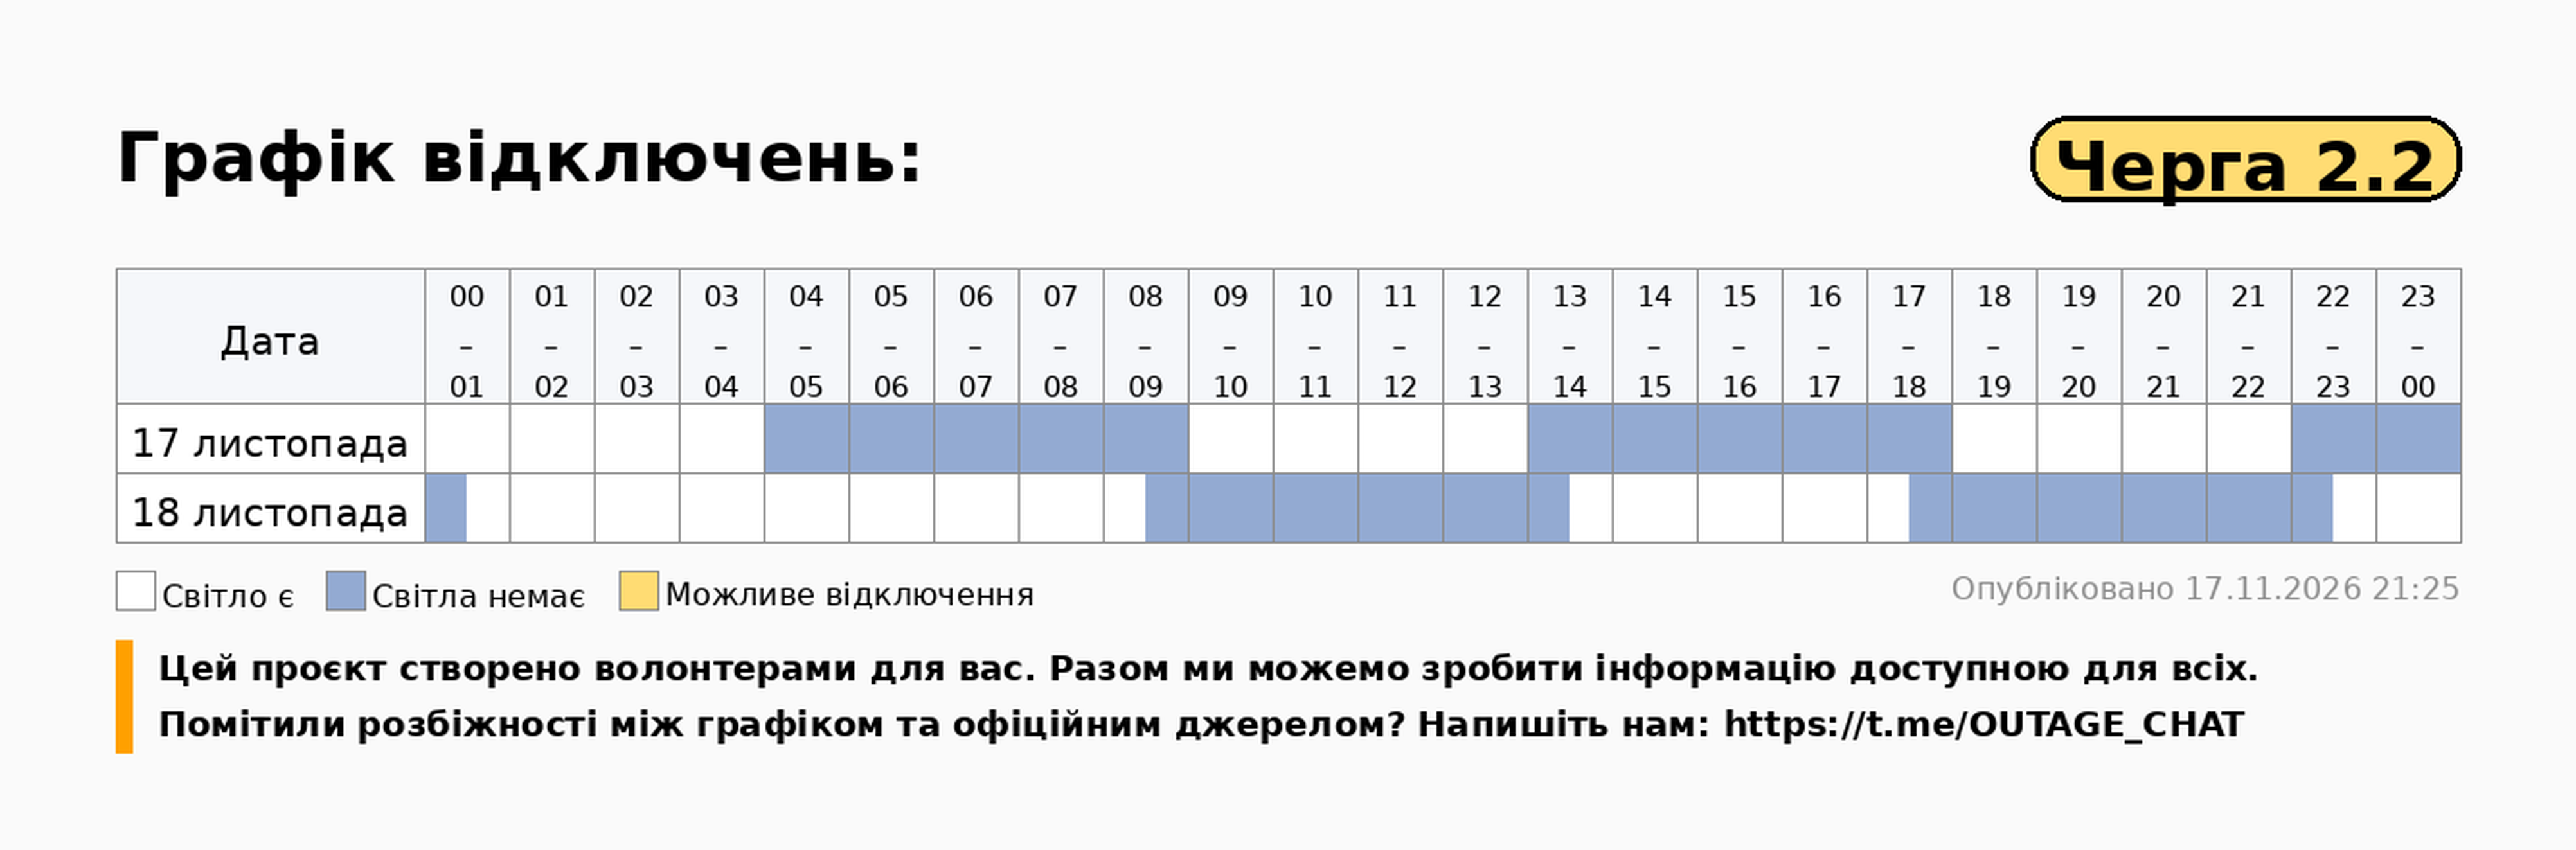 Графік відключень:
Черга 2.2
Дата
00 – 01
01 – 02
02 – 03
03 – 04
04 – 05
05 – 06
06 – 07
07 – 08
08 – 09
09 – 10
10 – 11
11 – 12
12 – 13
13 – 14
14 – 15
15 – 16
16 – 17
17 – 18
18 – 19
19 – 20
20 – 21
21 – 22
22 – 23
23 – 00
17 листопада
18 листопада
Світло є
Світла немає
Можливе відключення
Опубліковано 17.11.2026 21:25
Цей проєкт створено волонтерами для вас. Разом ми можемо зробити інформацію доступною для всіх.
Помітили розбіжності між графіком та офіційним джерелом? Напишіть нам: https://t.me/OUTAGE_CHAT